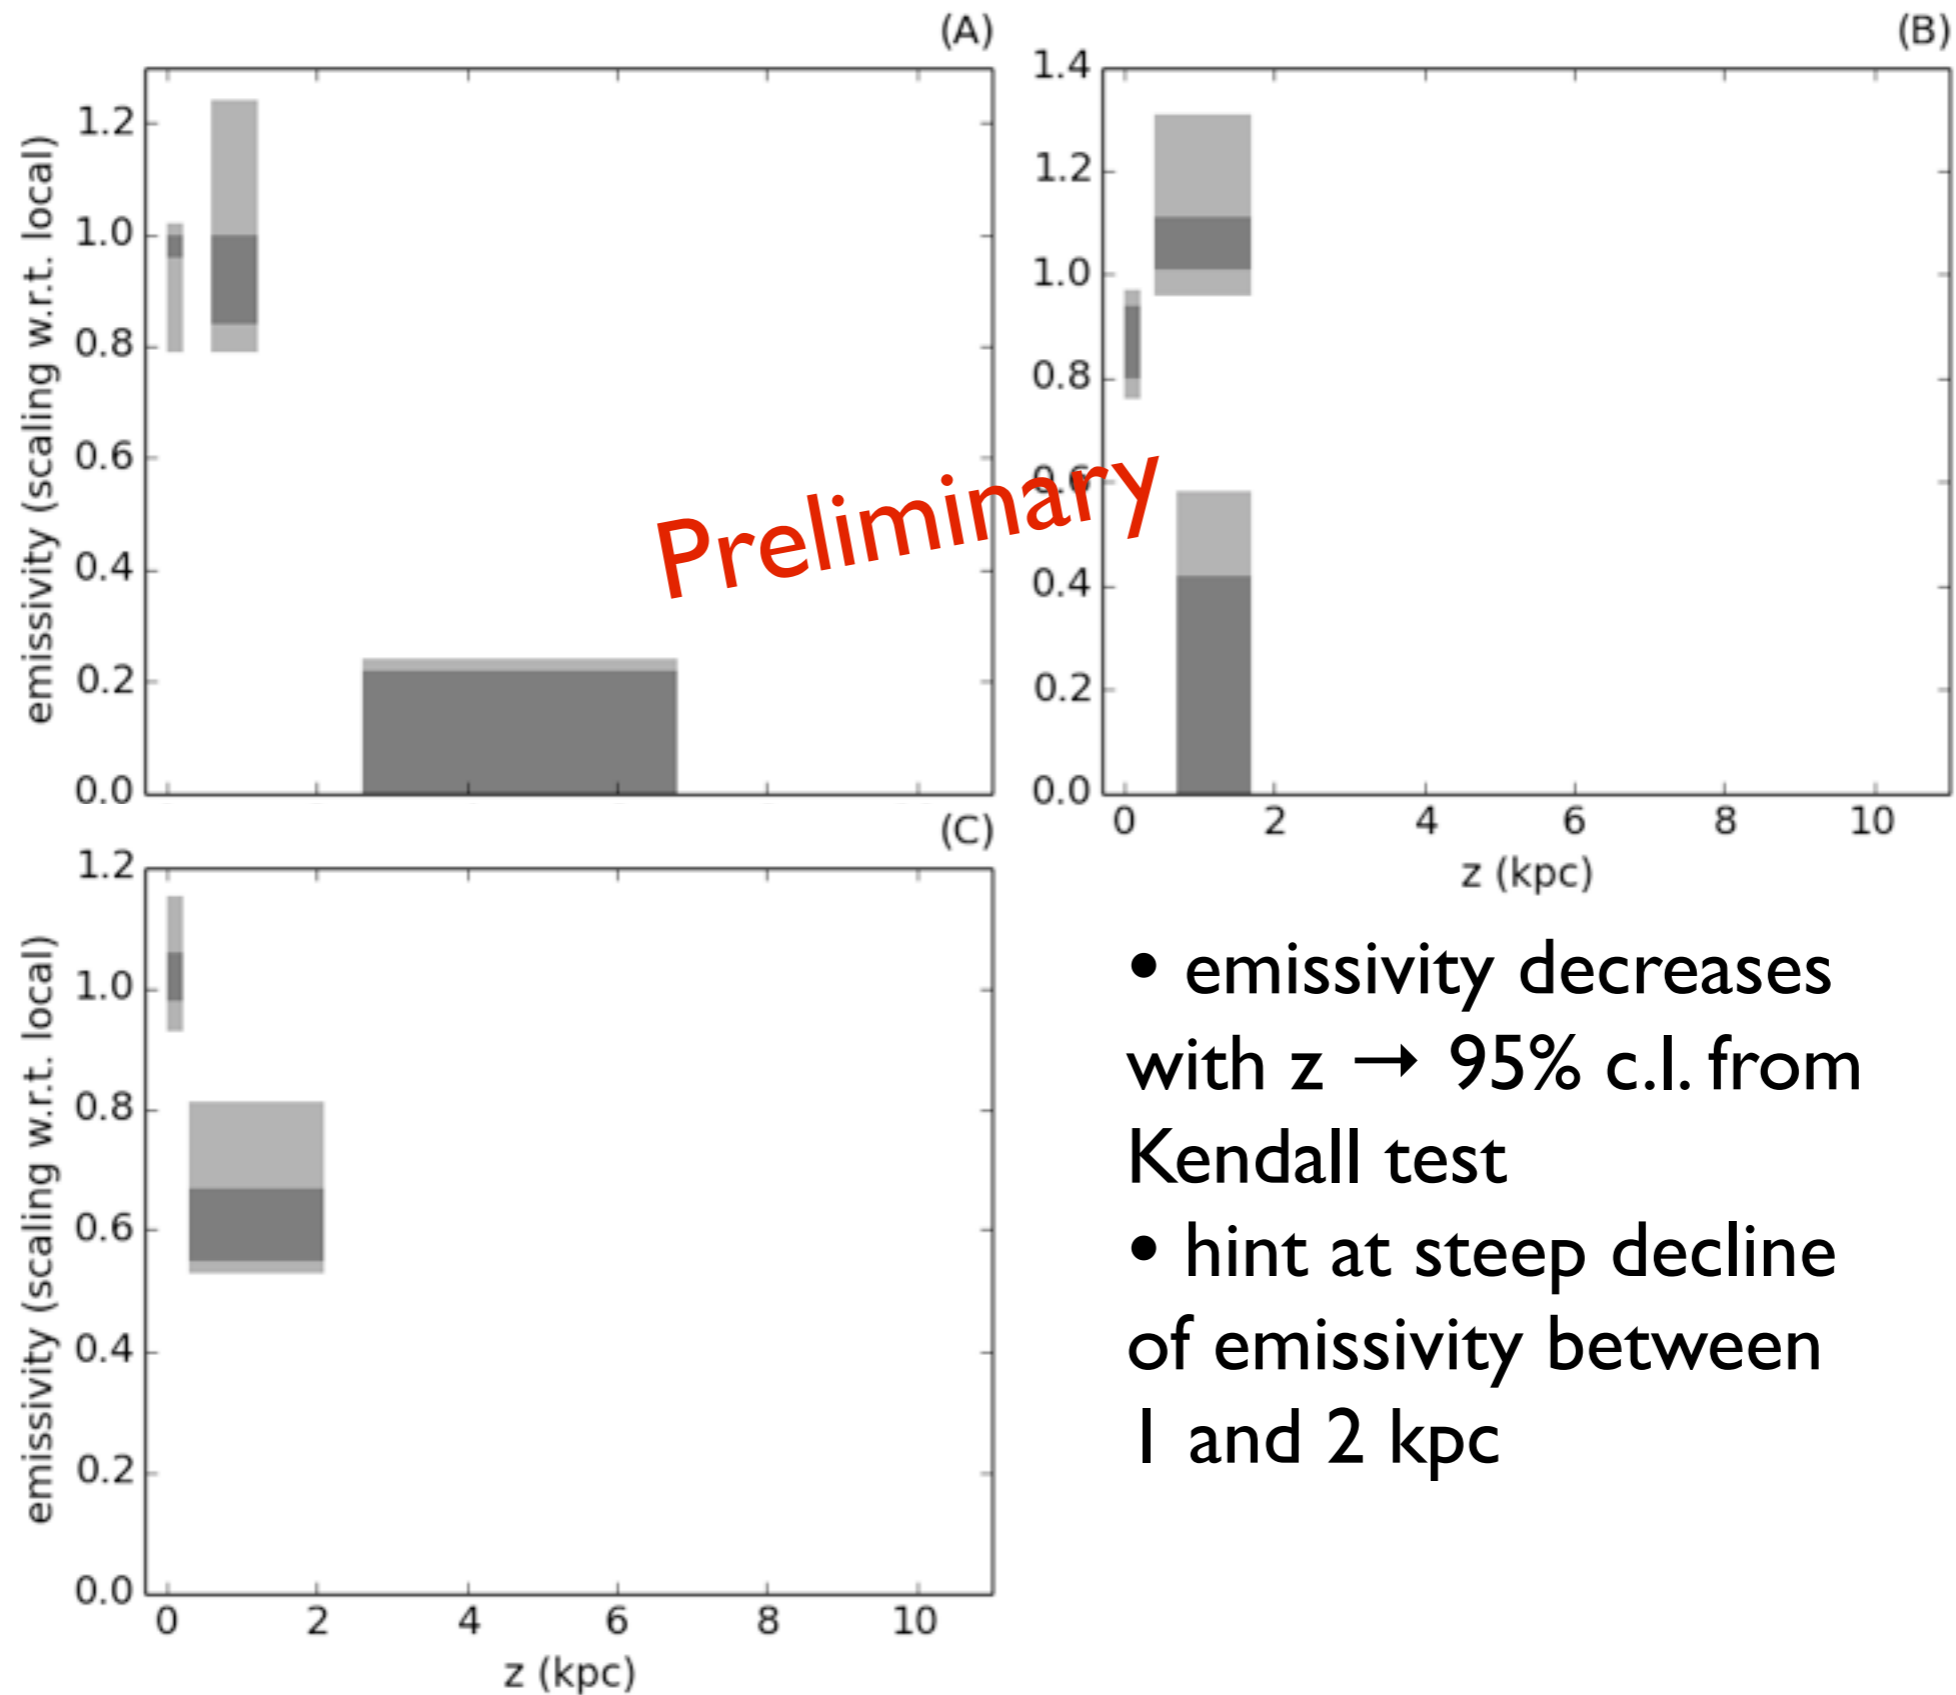 (A)
1.2
1.0
0.8
0.6
0.4
0.2
0.0
emissivity (scaling w.r.t. local)
(B)
1.4
1.2
1.0
0.8
0.6
0.4
0.2
0.0
0 2 4 6 8 10
z (kpc)
Preliminary
(C)
1.2
1.0
0.8
0.6
0.4
0.2
0.0
emissivity (scaling w.r.t. local)
0 2 4 6 8 10
z (kpc)
• emissivity decreases
with z → 95% c.l. from
Kendall test
• hint at steep decline
of emissivity between
1 and 2 kpc